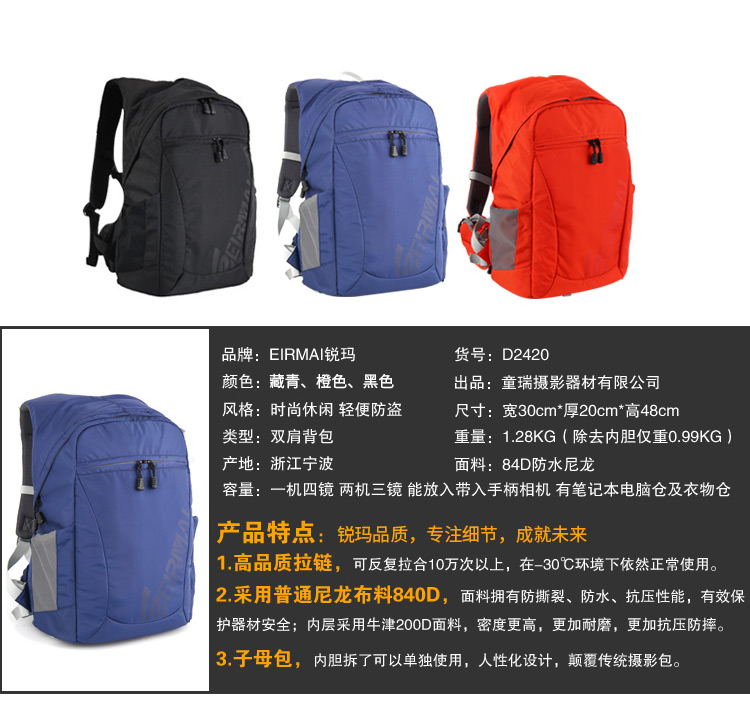 EIRMAI
EIRMAI
EIRMAI
EIRMAI
品牌：EIRMAI锐玛 货号：D2420
颜色：藏青、橙色、黑色 出品：童瑞摄影器材有限公司
风格：时尚休闲 轻便防盗 尺寸：宽30cm*厚20cm*高48cm
类型：双肩背包 重量：1.28KG（除去内胆仅重0.99KG）
产地：浙江宁波 面料：84D防水尼龙
容量：一机四镜 两机三镜 能放入带入手柄相机 有笔记本电脑仓及衣物仓
产品特点：锐玛品质，专注细节，成就未来
1.高品质拉链，可反复拉合10万次以上，在-30℃环境下依然正常使用。
2.采用普通尼龙布料840D，面料拥有防撕裂、防水、抗压性能，有效保
护器材安全；内层采用牛津200D面料，密度更高，更加耐磨，更加抗压防摔。
3.子母包，内胆拆了可以单独使用，人性化设计，颠覆传统摄影包。